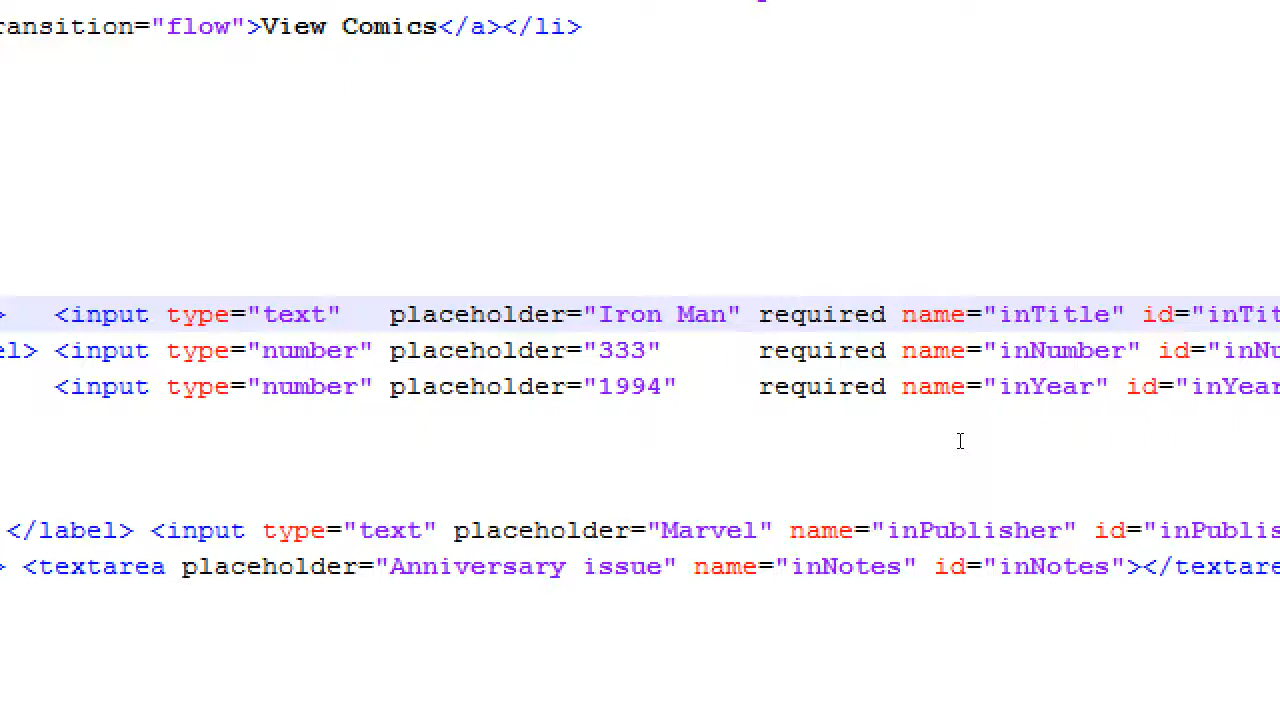 ransition="flow">View Comics</a></li>
> <input type="text" placeholder="Iron Man" required name="inTitle" id="inTit
el> <input type="number" placeholder="333" required name="inNumber" id="inNu
<input type="number" placeholder="1994" required name="inYear" id="inYear
</label> <input type="text" placeholder="Marvel" name="inPublisher" id="inPublis
> <textarea placeholder="Anniversary issue" name="inNotes" id="inNotes"></textare